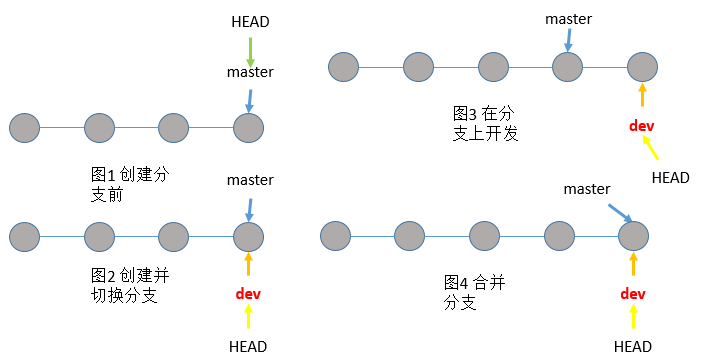 HEAD
master
图1 创建分
支前
master
图2 创建并
切换分支
dev
HEAD
master
图3 在分
支上开发
dev
HEAD
master
图4 合并
分支
dev
HEAD